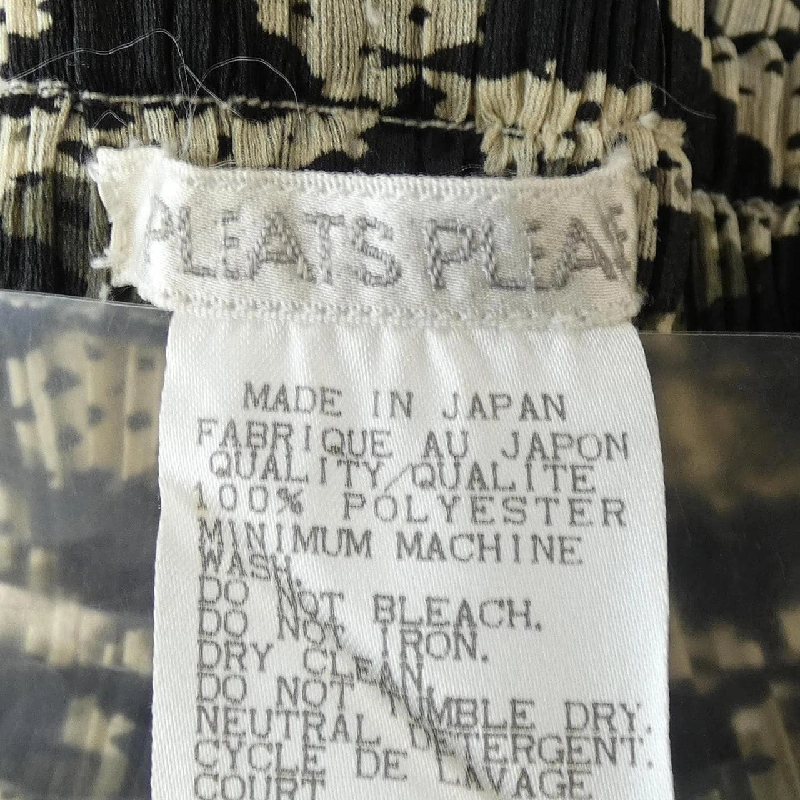 PLEATS PLEA
MADE IN JAPAN
FABRIQUE AU JAPON
QUALITY/QUALITE
100% POLYESTER
MINIMUM MACHINE
WASH.
DO NOT BLEACH.
DO NOT IRON.
DRY CLEAN.
DO NOT TUMBLE DRY.
NEUTRAL DETERGENT.
CYCLE DE LAVAGE
COURT